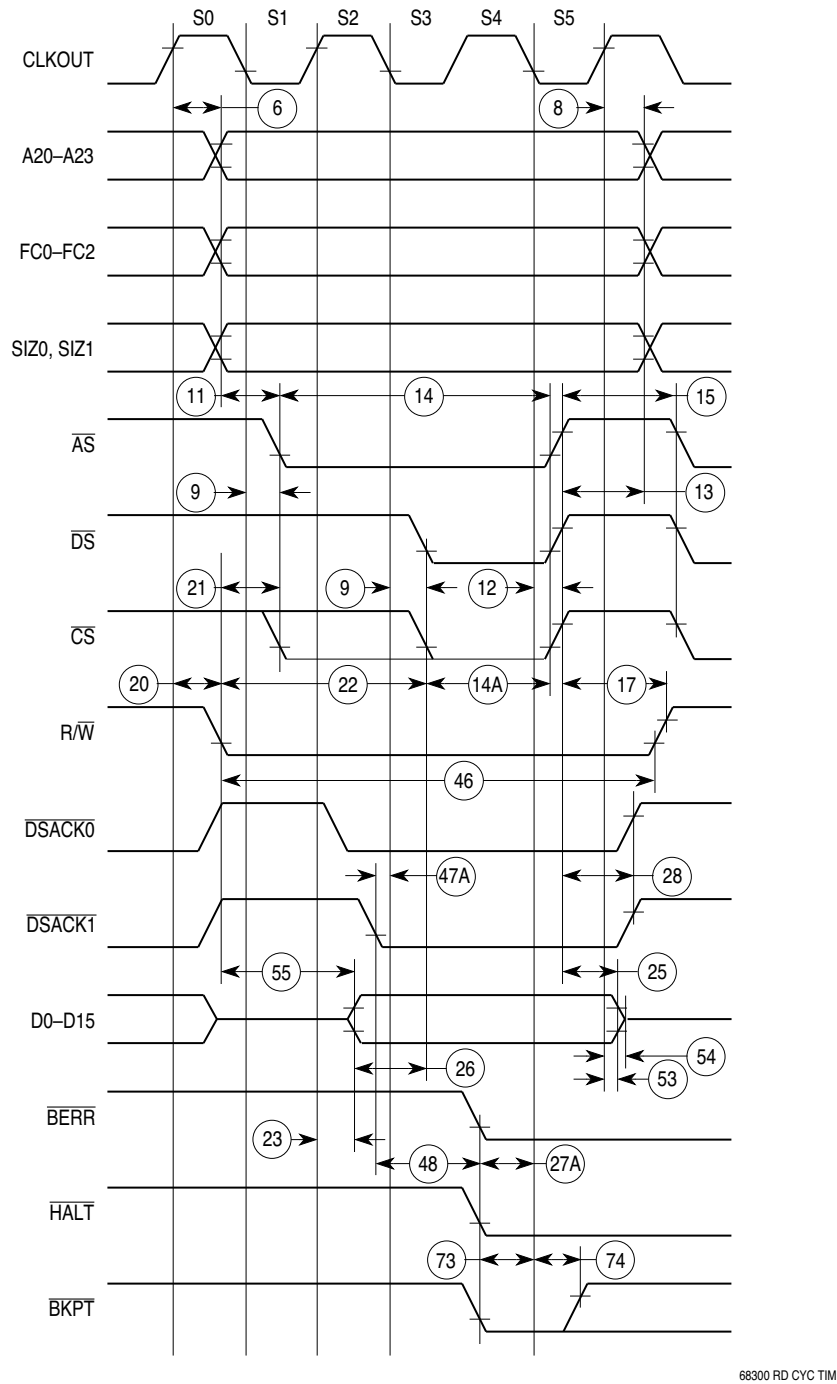 S0 S1 S2 S3 S4 S5
CLKOUT
6 8
A20–A23
FC0–FC2
SIZ0, SIZ1
11 14 15
AS
9 13
DS
21 9 12
CS
20 22 14A 17
R/W
46
DSACK0
47A 28
DSACK1
55 25
D0–D15
54
26 53
BERR
23
48 27A
HALT
73 74
BKPT
68300 RD CYC TIM